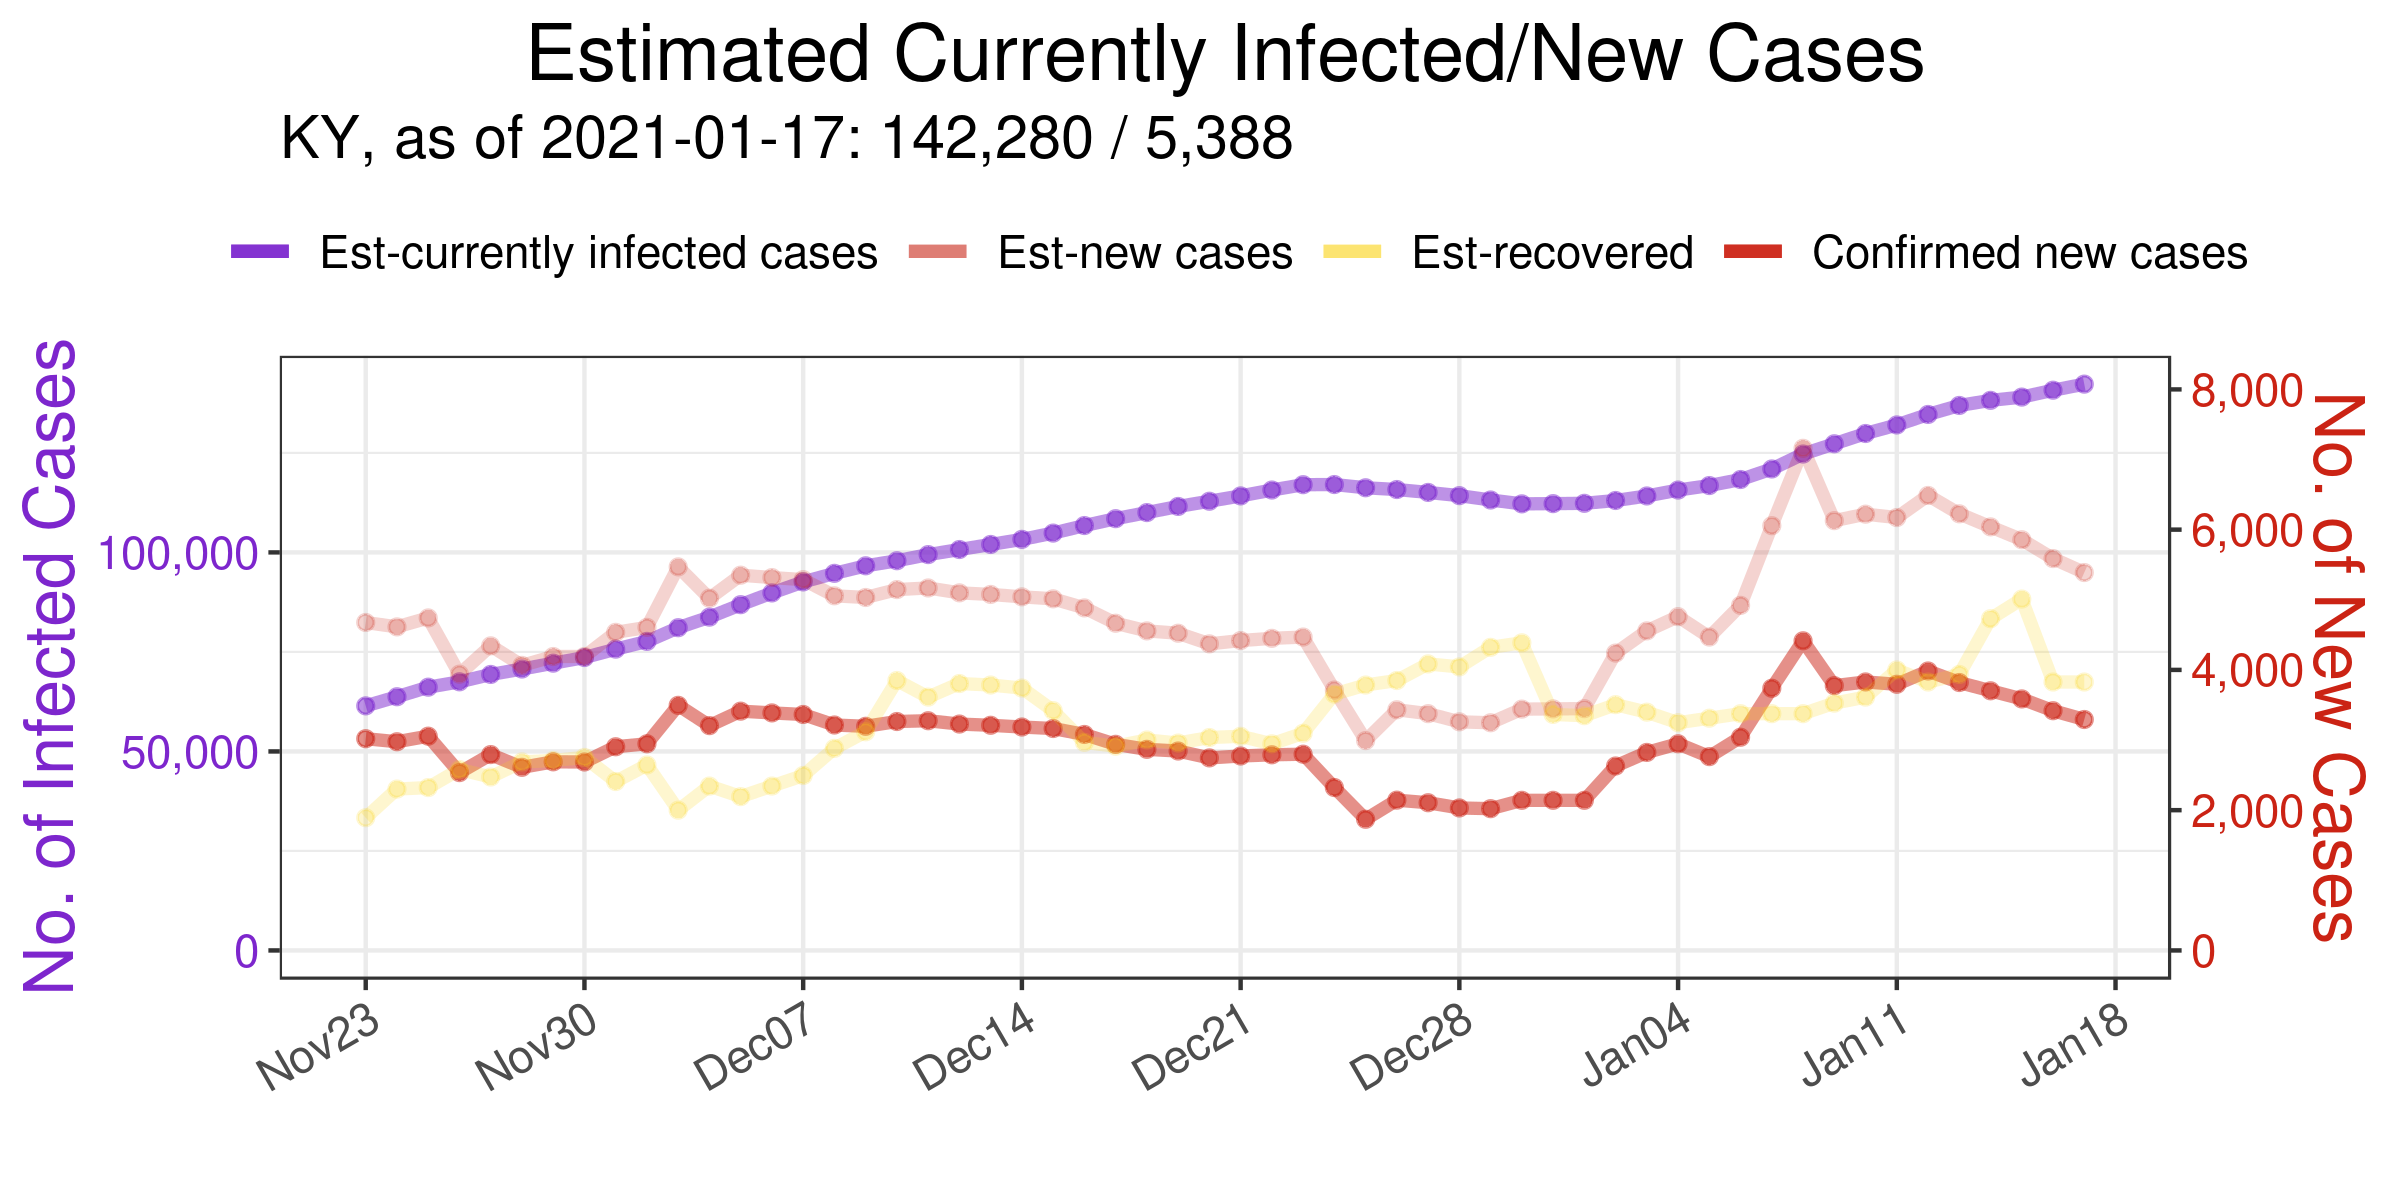 Estimated Currently Infected/New Cases
KY, as of 2021-01-17: 142,280 / 5,388
Est-currently infected cases Est-new cases Est-recovered Confirmed new cases
No. of Infected Cases
100,000
50,000
0
8,000
6,000
4,000
2,000
0
No. of New Cases
Nov23 Nov30 Dec07 Dec14 Dec21 Dec28 Jan04 Jan11 Jan18